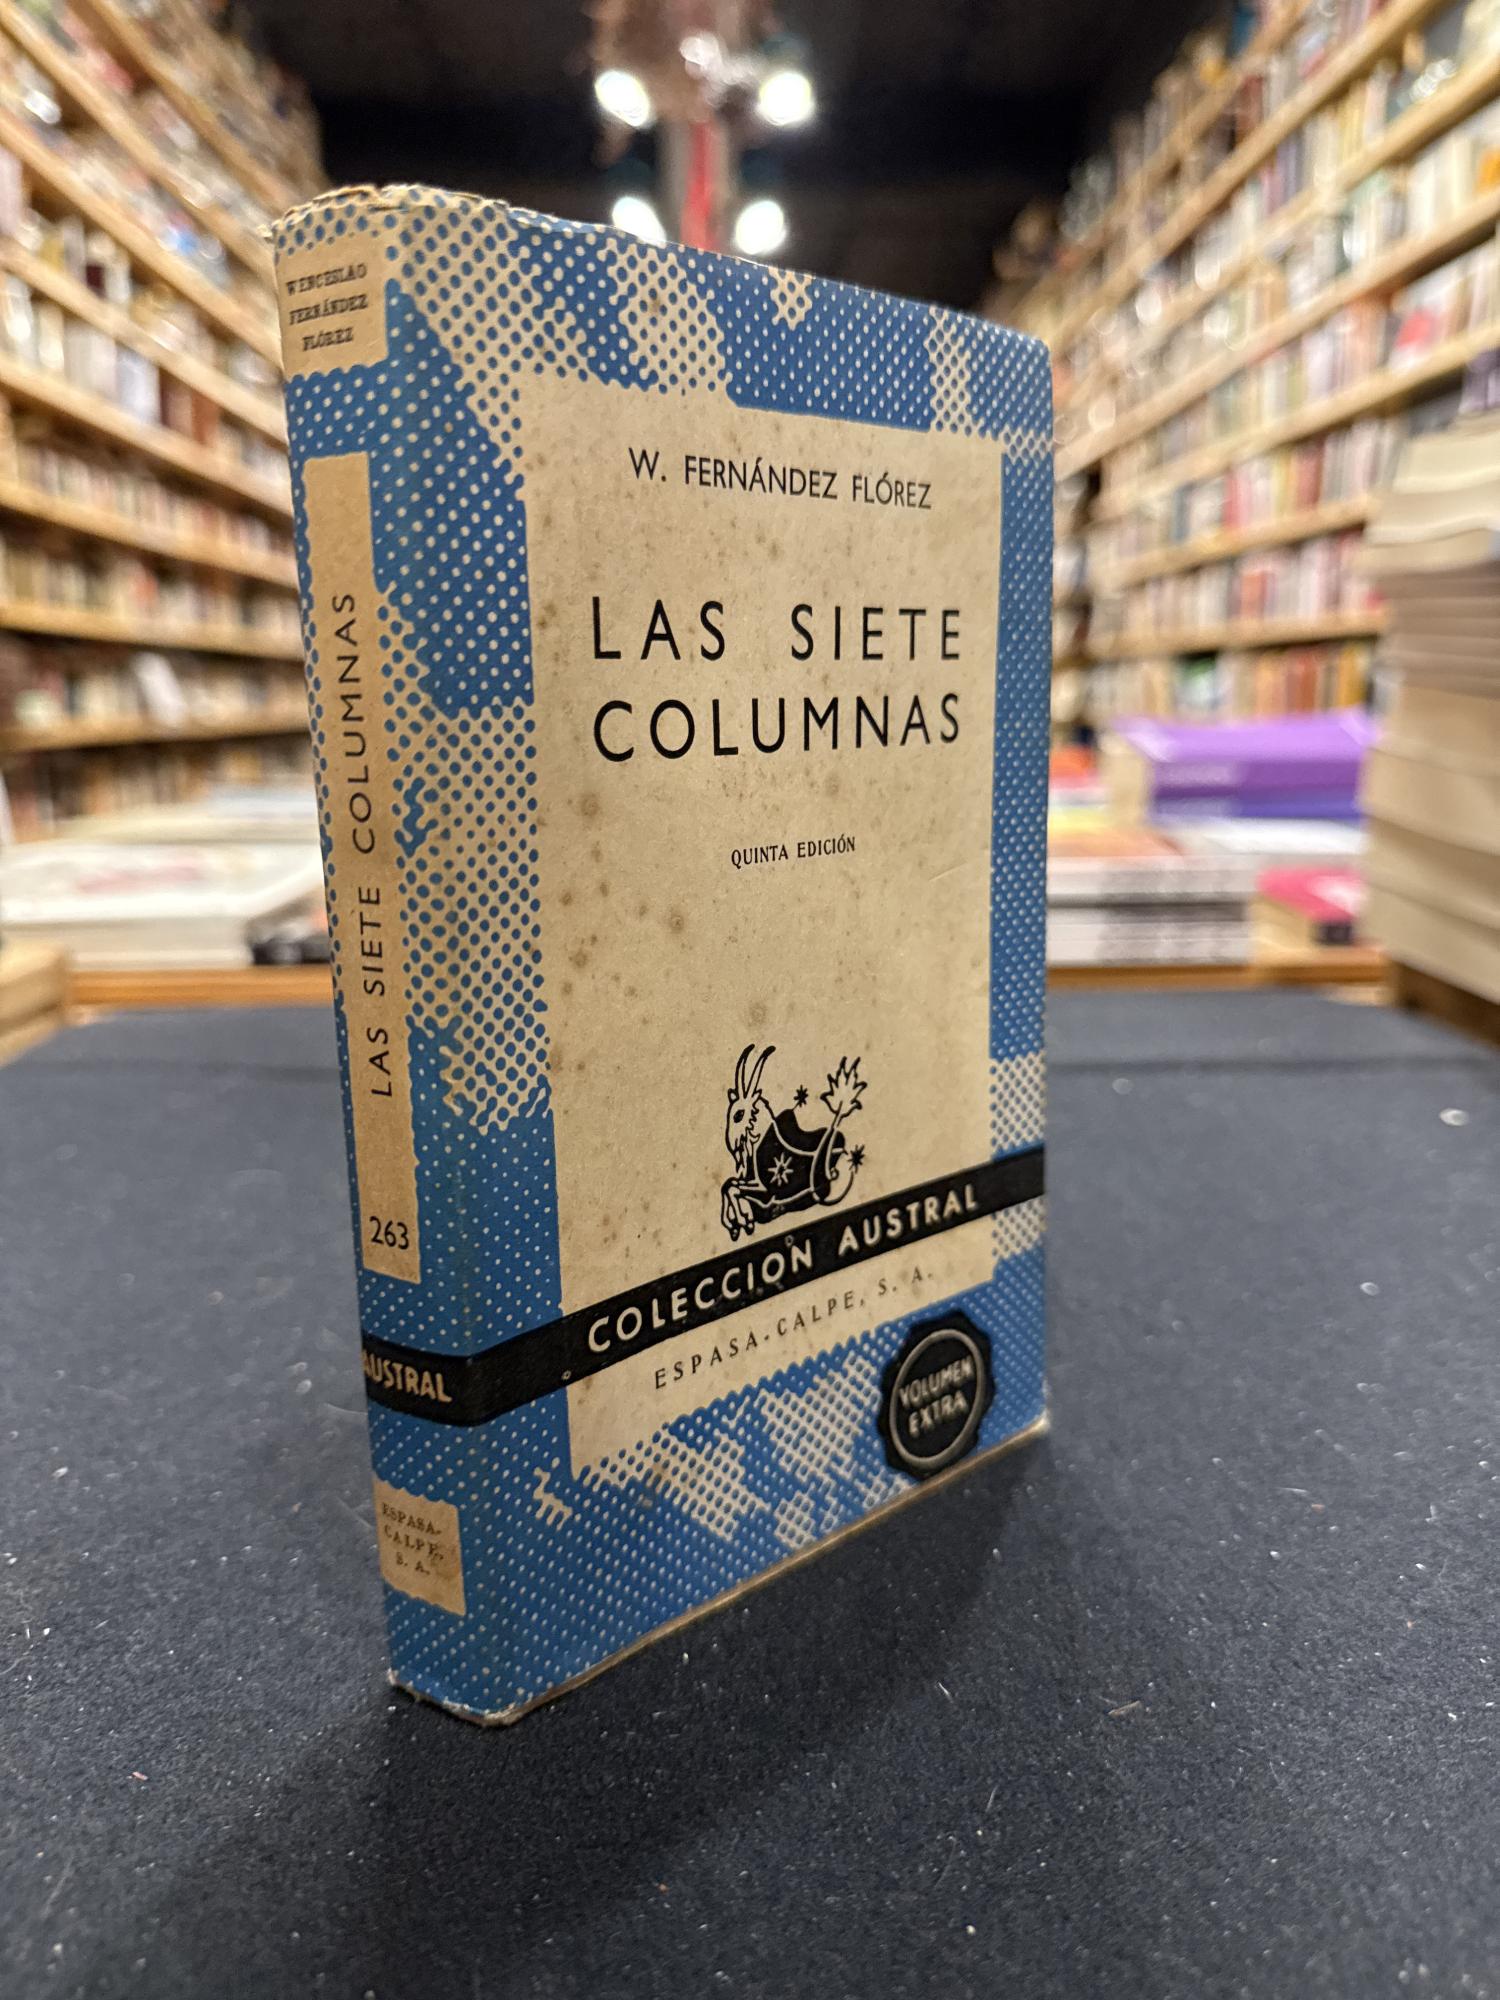 WENCESLAO
FERNÁNDEZ
FLÓREZ
LAS SIETE COLUMNAS
263
AUSTRAL
ESPASA-
CALPE,
S. A.
W. FERNÁNDEZ FLÓREZ
LAS SIETE
COLUMNAS
QUINTA EDICIÓN
COLECCION AUSTRAL
ESPASA-CALPE, S. A.
VOLUMEN
EXTRA